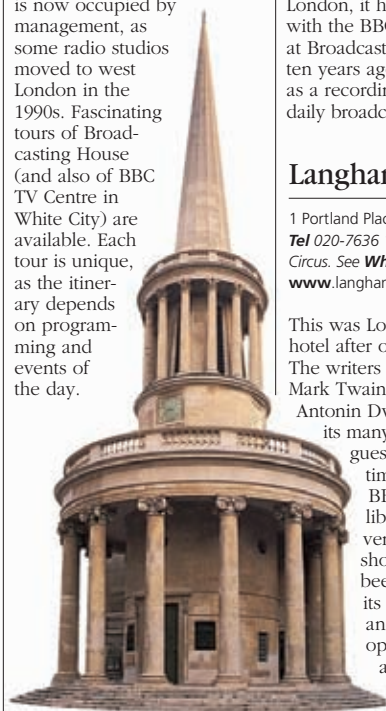 is now occupied by
management, as
some radio studios
moved to west
London in the
1990s. Fascinating
tours of Broad-
casting House
(and also of BBC
TV Centre in
White City) are
available. Each
tour is unique,
as the itiner-
ary depends
on program-
ming and
events of
the day.
London, it h
with the BBC
at Broadcast
ten years ag
as a recordin
daily broadc
Langhar
1 Portland Plac
Tel 020-7636
Circus. See Wh
www.langhar
This was Lo
hotel after o
The writers
Mark Twain
Antonin Dv
its many
gues
tim
BB
lib
ver
sho
bee
its
an
op
a